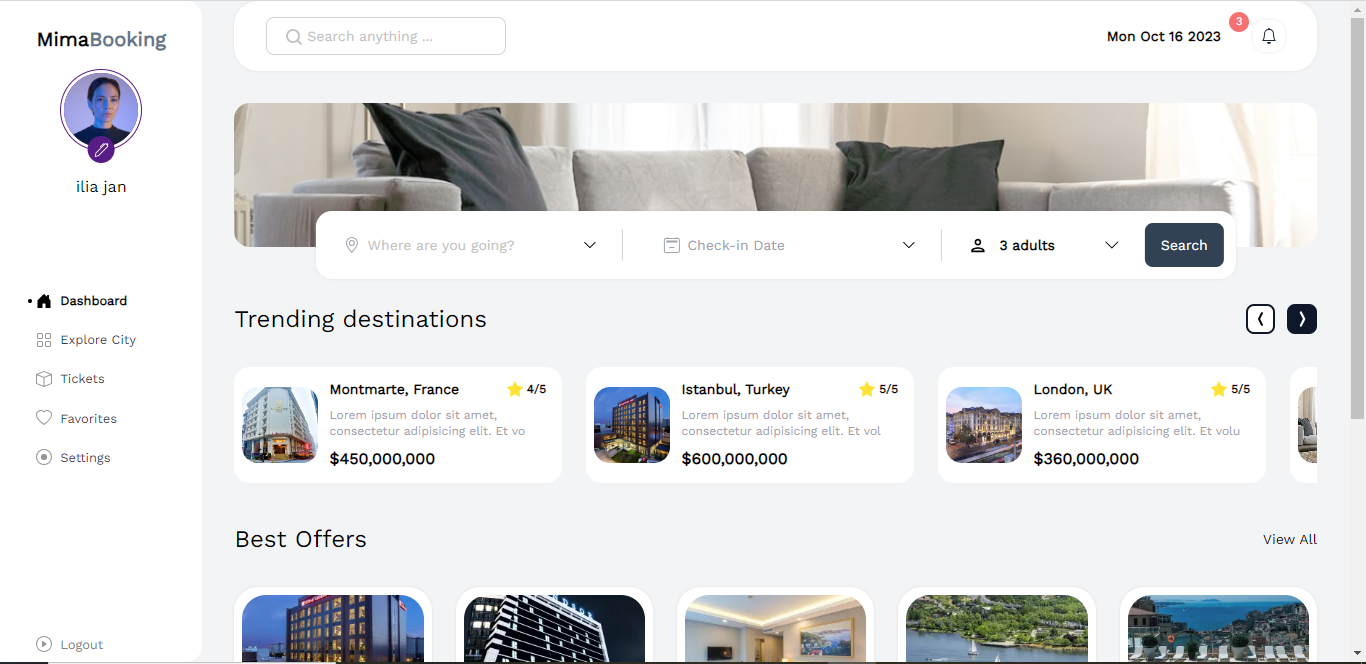 MimaBooking
ilia jan
Dashboard
Explore City
Tickets
Favorites
Settings
Logout
Search anything ...
Mon Oct 16 2023
3
Where are you going?
Check-in Date
3 adults
Search
Trending destinations
Montmarte, France
4/5
Lorem ipsum dolor sit amet,
consectetur adipisicing elit. Et vo
$450,000,000
Istanbul, Turkey
5/5
Lorem ipsum dolor sit amet,
consectetur adipisicing elit. Et vol
$600,000,000
London, UK
5/5
Lorem ipsum dolor sit amet,
consectetur adipisicing elit. Et volu
$360,000,000
Best Offers
View All